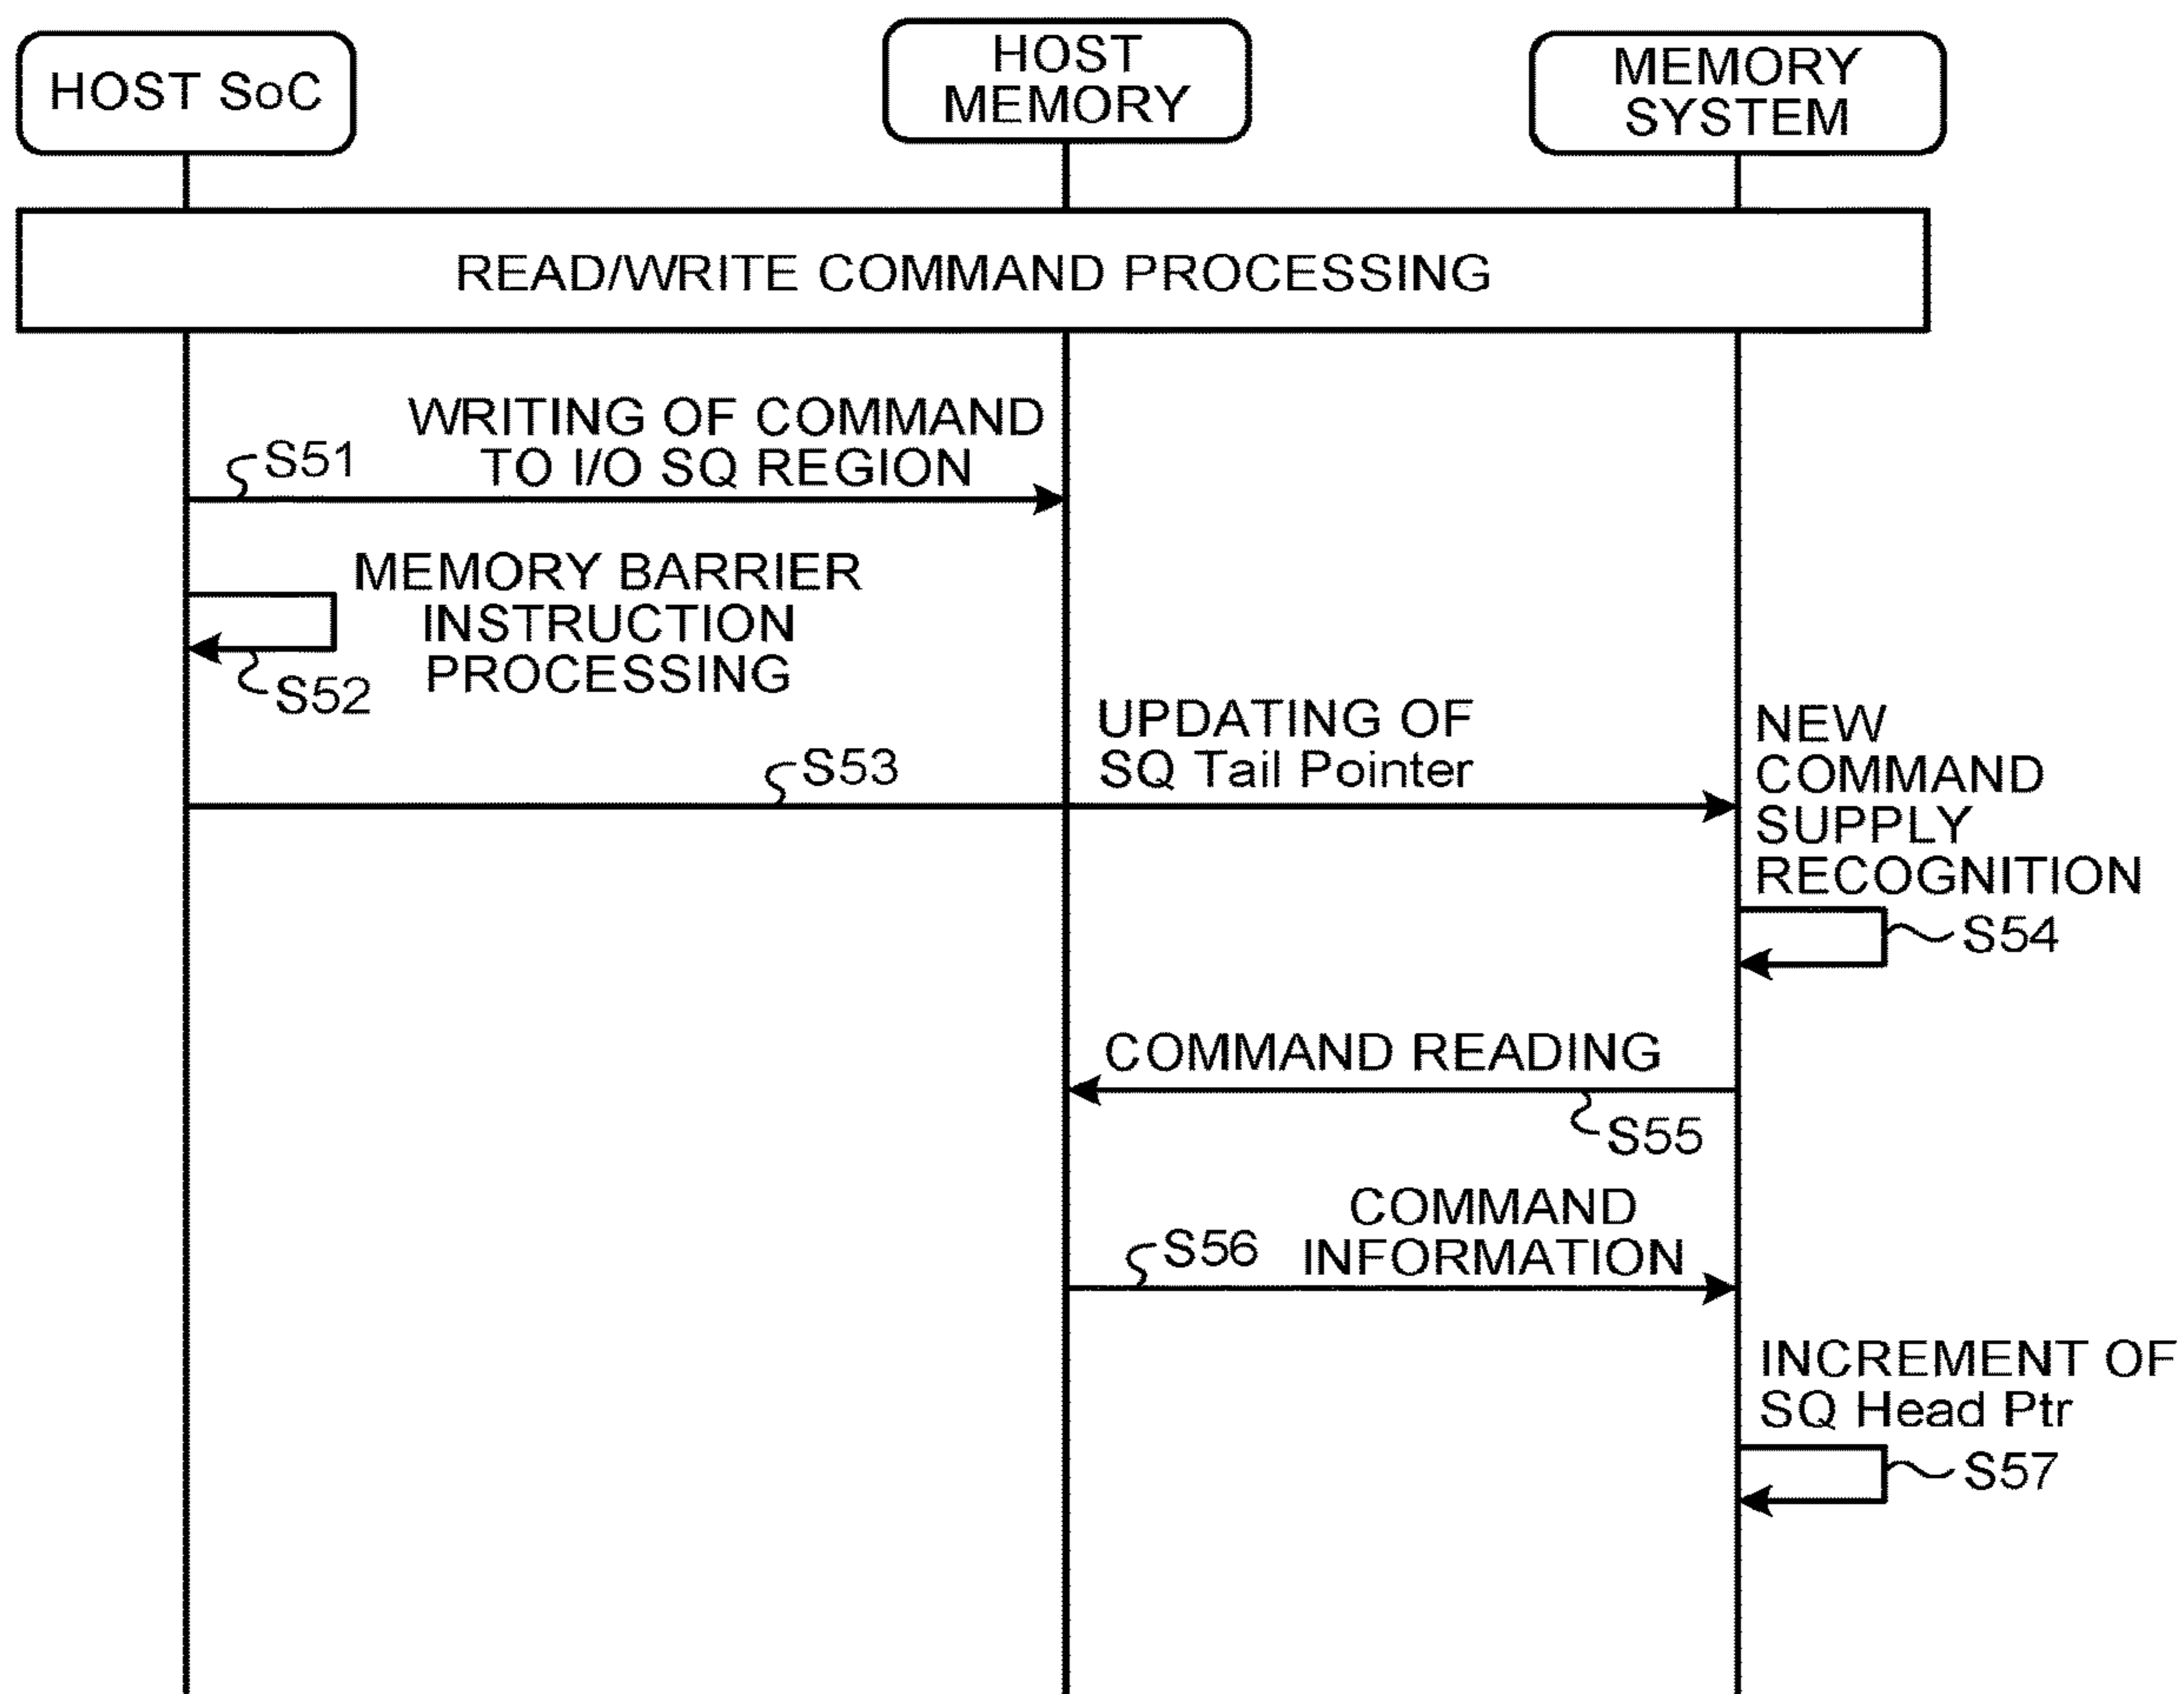 HOST SoC
HOST
MEMORY
MEMORY
SYSTEM
READ/WRITE COMMAND PROCESSING
WRITING OF COMMAND
TO I/O SQ REGION
S51
MEMORY BARRIER
INSTRUCTION
PROCESSING
S52
UPDATING OF
SQ Tail Pointer
S53
NEW
COMMAND
SUPPLY
RECOGNITION
S54
COMMAND READING
S55
COMMAND
INFORMATION
S56
INCREMENT OF
SQ Head Ptr
S57